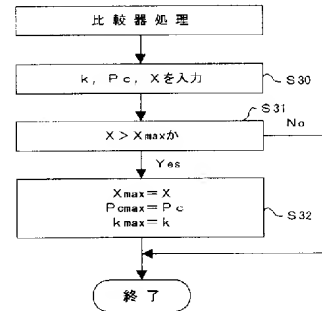 比較器処理
k, Pc, Xを入力
S30
S31
X>Xmaxか
No
Yes
Xmax=X
Pcmax=Pc
kmax=k
S32
終了